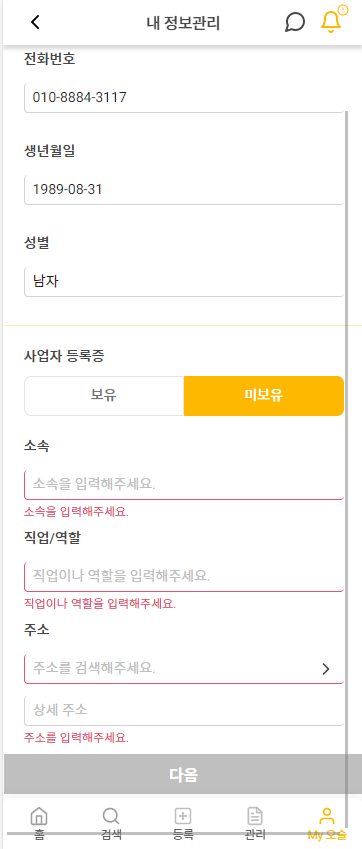 내 정보관리
전화번호
010-8884-3117
생년월일
1989-08-31
성별
남자
사업자 등록증
보유 미보유
소속
소속을 입력해주세요.
소속을 입력해주세요.
직업/역할
직업이나 역할을 입력해주세요.
직업이나 역할을 입력해주세요.
주소
주소를 검색해주세요.
상세 주소
주소를 입력해주세요.
다음
홈 검색 등록 관리 My 오슬